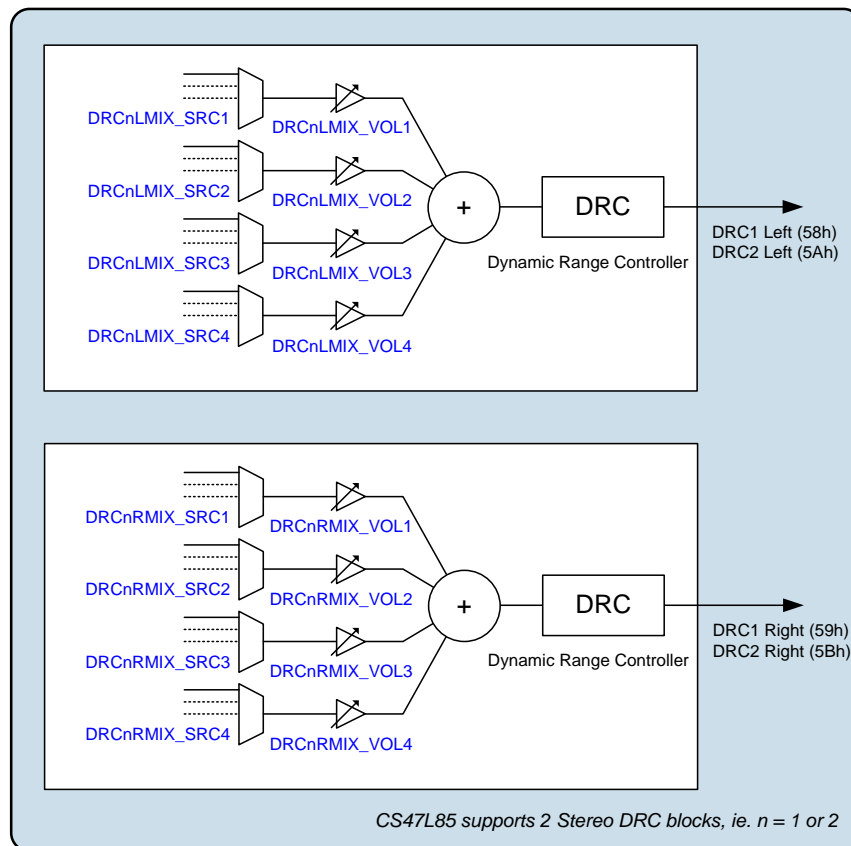 DRCnLMIX_SRC1
DRCnLMIX_VOL1
DRCnLMIX_SRC2
DRCnLMIX_VOL2
DRCnLMIX_SRC3
DRCnLMIX_VOL3
DRCnLMIX_SRC4
DRCnLMIX_VOL4
+
DRC
Dynamic Range Controller
DRC1 Left (58h)
DRC2 Left (5Ah)
DRCnRMIX_SRC1
DRCnRMIX_VOL1
DRCnRMIX_SRC2
DRCnRMIX_VOL2
DRCnRMIX_SRC3
DRCnRMIX_VOL3
DRCnRMIX_SRC4
DRCnRMIX_VOL4
+
DRC
Dynamic Range Controller
DRC1 Right (59h)
DRC2 Right (5Bh)
CS47L85 supports 2 Stereo DRC blocks, ie. n = 1 or 2